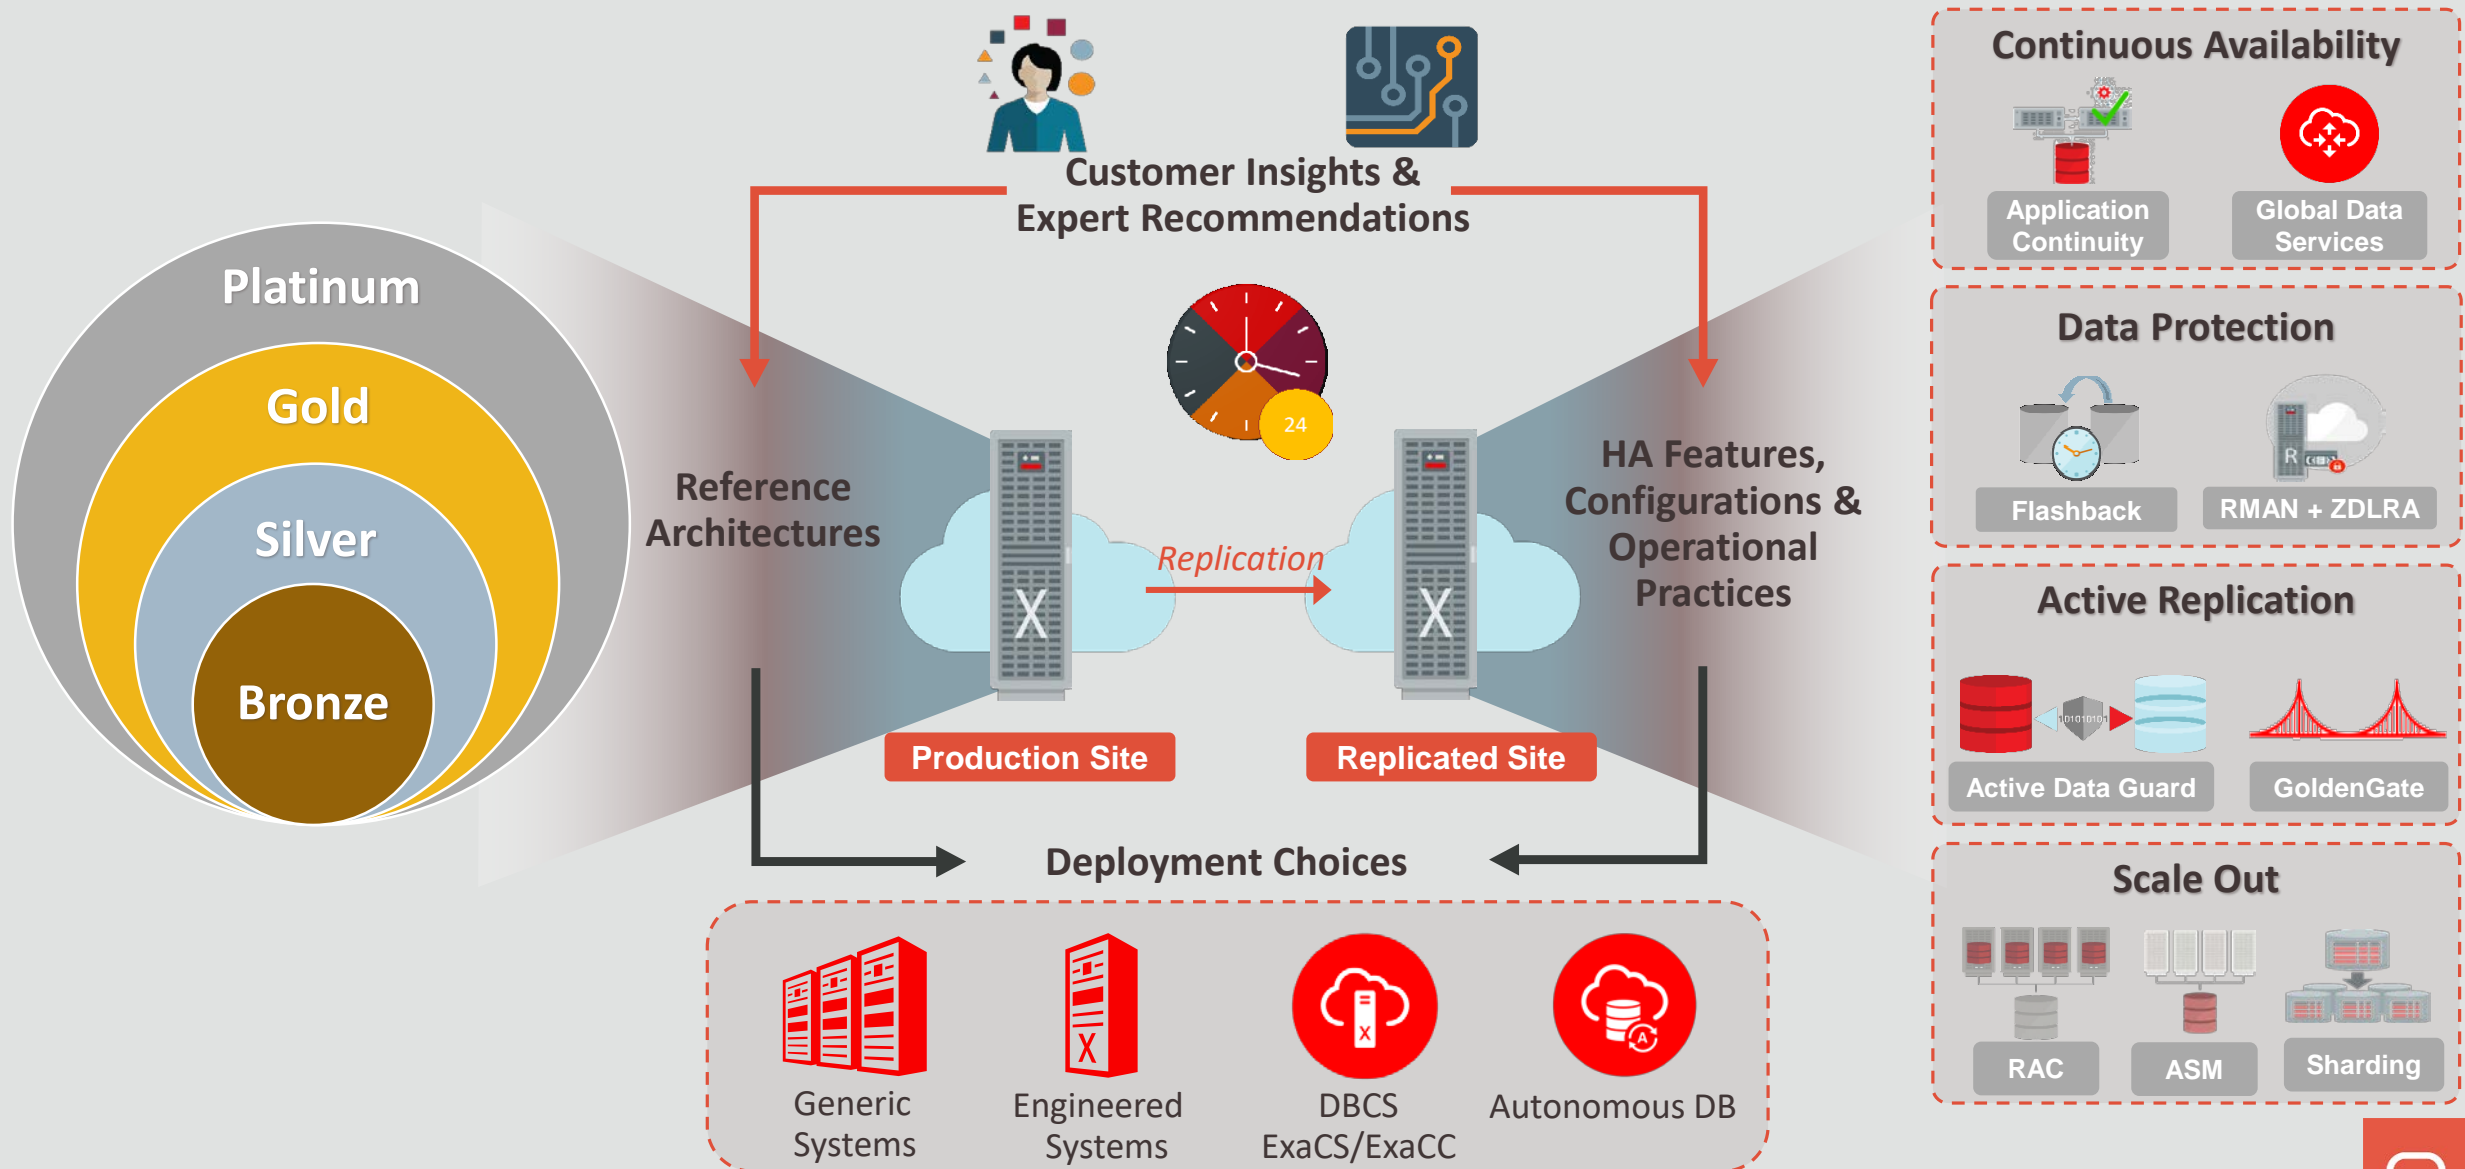 Customer Insights &
Expert Recommendations
Platinum
Gold
Silver
Bronze
Reference
Architectures
24
Replication
X
X
HA Features,
Configurations &
Operational
Practices
Production Site
Replicated Site
Deployment Choices
X
Generic
Systems
Engineered
Systems
X
DBCS
ExaCS/ExaCC
A
Autonomous DB
Continuous Availability
Application
Continuity
Global Data
Services
Data Protection
R
Flashback
RMAN + ZDLRA
Active Replication
101010101
Active Data Guard
GoldenGate
Scale Out
RAC
ASM
Sharding